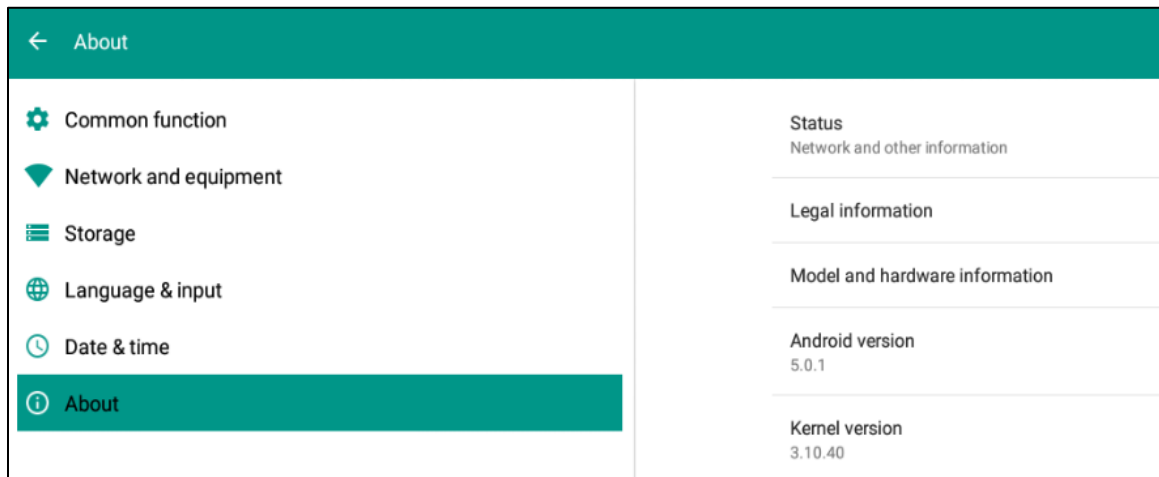 About
Common function
Network and equipment
Storage
Language & input
Date & time
About
Status
Network and other information
Legal information
Model and hardware information
Android version
5.0.1
Kernel version
3.10.40